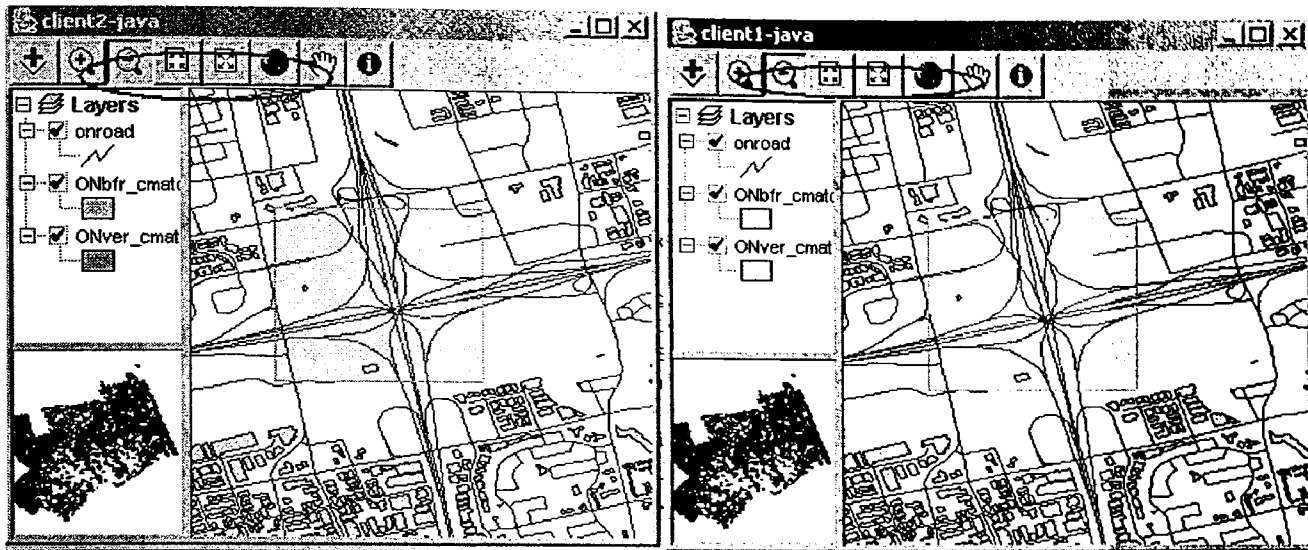 client2-java
Layers
onroad
ONbfr_cmatc
ONver_cmat
client1-java
Layers
onroad
ONbfr_cmatc
ONver_cmat